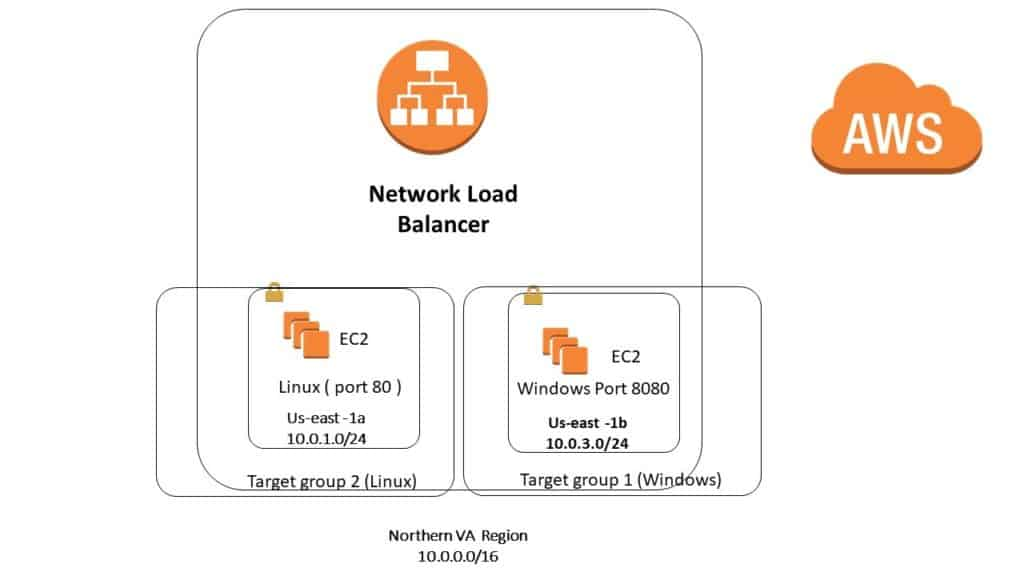 AWS
Network Load
Balancer
EC2
Linux ( port 80 )
Us-east -1a
10.0.1.0/24
Target group 2 (Linux)
EC2
Windows Port 8080
Us-east -1b
10.0.3.0/24
Target group 1 (Windows)
Northern VA Region
10.0.0.0/16